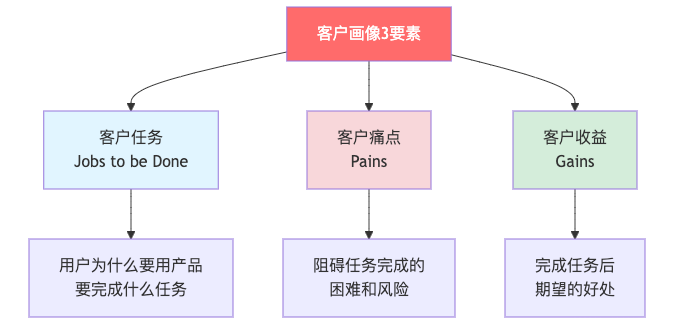 客户画像3要素
客户任务
Jobs to be Done
客户痛点
Pains
客户收益
Gains
用户为什么要用产品
要完成什么任务
阻碍任务完成的
困难和风险
完成任务后
期望的好处